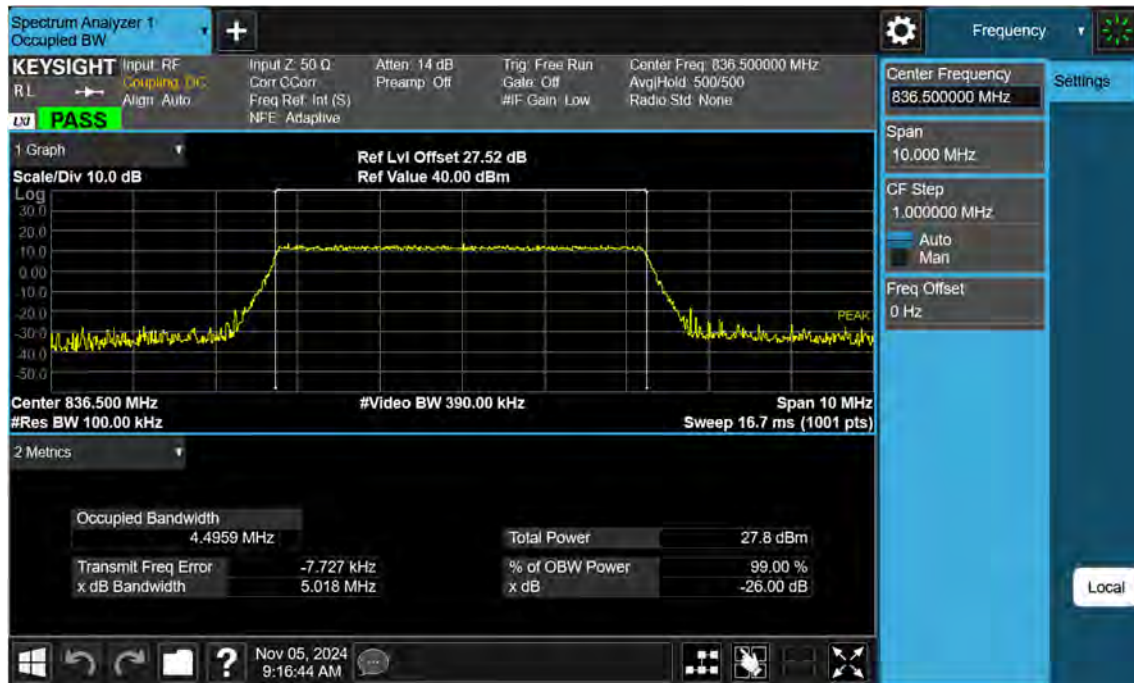 Spectrum Analyzer 1
Occupied BW
+
Frequency
KEYSIGHT
RL
LXI PASS
Input: RF
Coupling: DC
Align: Auto
Input Z: 50 Ω
Corr CCorr
Freq Ref: Int (S)
NFE: Adaptive
Atten: 14 dB
Preamp: Off
Trig: Free Run
Gate: Off
#IF Gain: Low
Center Freq: 836.500000 MHz
Avg|Hold: 500/500
Radio Std: None
Center Frequency
836.500000 MHz
Settings
Span
10.000 MHz
CF Step
1.000000 MHz
Auto
Man
Freq Offset
0 Hz
Local
1 Graph
Scale/Div 10.0 dB
Ref Lvl Offset 27.52 dB
Ref Value 40.00 dBm
Log
30.0
20.0
10.0
0.00
-10.0
-20.0
-30.0
-40.0
-50.0
PEAK
Center 836.500 MHz
#Video BW 390.00 kHz
Span 10 MHz
#Res BW 100.00 kHz
Sweep 16.7 ms (1001 pts)
2 Metrics
Occupied Bandwidth
4.4959 MHz
Total Power 27.8 dBm
Transmit Freq Error -7.727 kHz
% of OBW Power 99.00 %
x dB Bandwidth 5.018 MHz
x dB -26.00 dB
?
Nov 05, 2024
9:16:44 AM